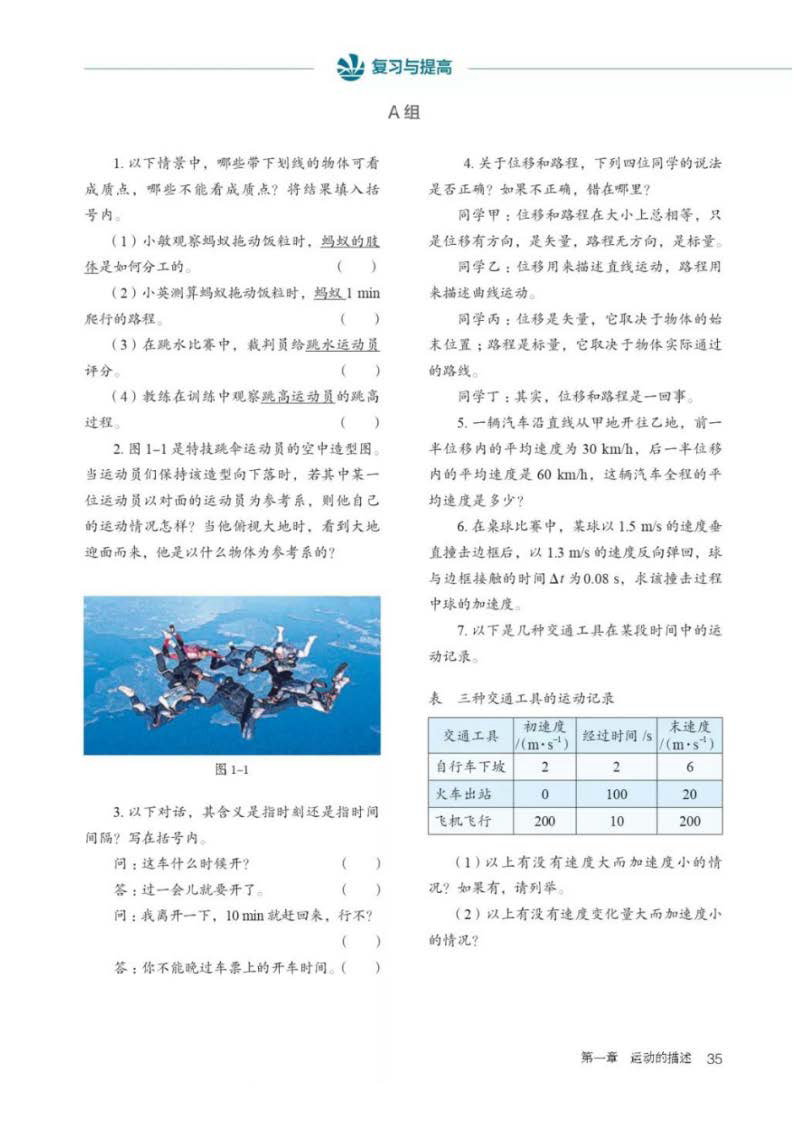 复习与提高
A 组
1. 以下情景中，哪些带下划线的物体可看
成质点，哪些不能看成质点？将结果填入括
号内。
（1）小敏观察蚂蚁拖动饭粒时，蚂蚁的肢
体是如何分工的。 （ ）
（2）小英测算蚂蚁拖动饭粒时，蚂蚁 1 min
爬行的路程。 （ ）
（3）在跳水比赛中，裁判员给跳水运动员
评分。 （ ）
（4）教练在训练中观察跳高运动员的跳高
过程。 （ ）
2. 图 1-1 是特技跳伞运动员的空中造型图。
当运动员们保持该造型向下落时，若其中某一
位运动员以对面的运动员为参考系，则他自己
的运动情况怎样？当他俯视大地时，看到大地
迎面而来，他是以什么物体为参考系的？
图 1-1
3. 以下对话，其含义是指时刻还是指时间
间隔？写在括号内。
问：这车什么时候开？ （ ）
答：过一会儿就要开了。 （ ）
问：我离开一下，10 min 就赶回来，行不？
（ ）
答：你不能晚过车票上的开车时间。（ ）
4. 关于位移和路程，下列四位同学的说法
是否正确？如果不正确，错在哪里？
同学甲：位移和路程在大小上总相等，只
是位移有方向，是矢量，路程无方向，是标量。
同学乙：位移用来描述直线运动，路程用
来描述曲线运动。
同学丙：位移是矢量，它取决于物体的始
末位置；路程是标量，它取决于物体实际通过
的路线。
同学丁：其实，位移和路程是一回事。
5. 一辆汽车沿直线从甲地开往乙地，前一
半位移内的平均速度为 30 km/h，后一半位移
内的平均速度是 60 km/h，这辆汽车全程的平
均速度是多少？
6. 在桌球比赛中，某球以 1.5 m/s 的速度垂
直撞击边框后，以 1.3 m/s 的速度反向弹回，球
与边框接触的时间 Δt 为 0.08 s，求该撞击过程
中球的加速度。
7. 以下是几种交通工具在某段时间中的运
动记录。
表 三种交通工具的运动记录
交通工具 初速度/(m·s⁻¹) 经过时间 /s 末速度/(m·s⁻¹)
自行车下坡 2 2 6
火车出站 0 100 20
飞机飞行 200 10 200
（1）以上有没有速度大而加速度小的情
况？如果有，请列举。
（2）以上有没有速度变化量大而加速度小
的情况？
第一章 运动的描述 35